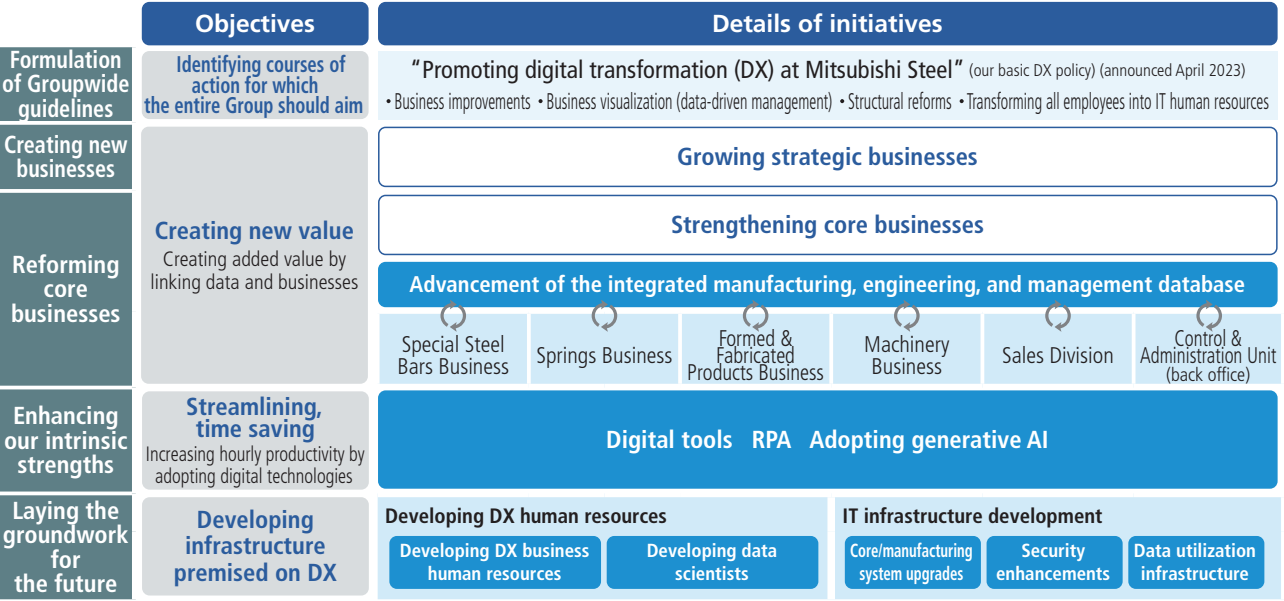 Objectives
Details of initiatives
Formulation
of Groupwide
guidelines
Identifying courses of
action for which
the entire Group should aim
“Promoting digital transformation (DX) at Mitsubishi Steel” (our basic DX policy) (announced April 2023)
• Business improvements • Business visualization (data-driven management) • Structural reforms • Transforming all employees into IT human resources
Creating new
businesses
Growing strategic businesses
Reforming
core
businesses
Creating new value
Creating added value by
linking data and businesses
Strengthening core businesses
Advancement of the integrated manufacturing, engineering, and management database
Special Steel
Bars Business
Springs Business
Formed &
Fabricated
Products Business
Machinery
Business
Sales Division
Control &
Administration Unit
(back office)
Enhancing
our intrinsic
strengths
Streamlining,
time saving
Increasing hourly productivity by
adopting digital technologies
Digital tools RPA Adopting generative AI
Laying the
groundwork
for
the future
Developing
infrastructure
premised on DX
Developing DX human resources
Developing DX business
human resources
Developing data
scientists
IT infrastructure development
Core/manufacturing
system upgrades
Security
enhancements
Data utilization
infrastructure